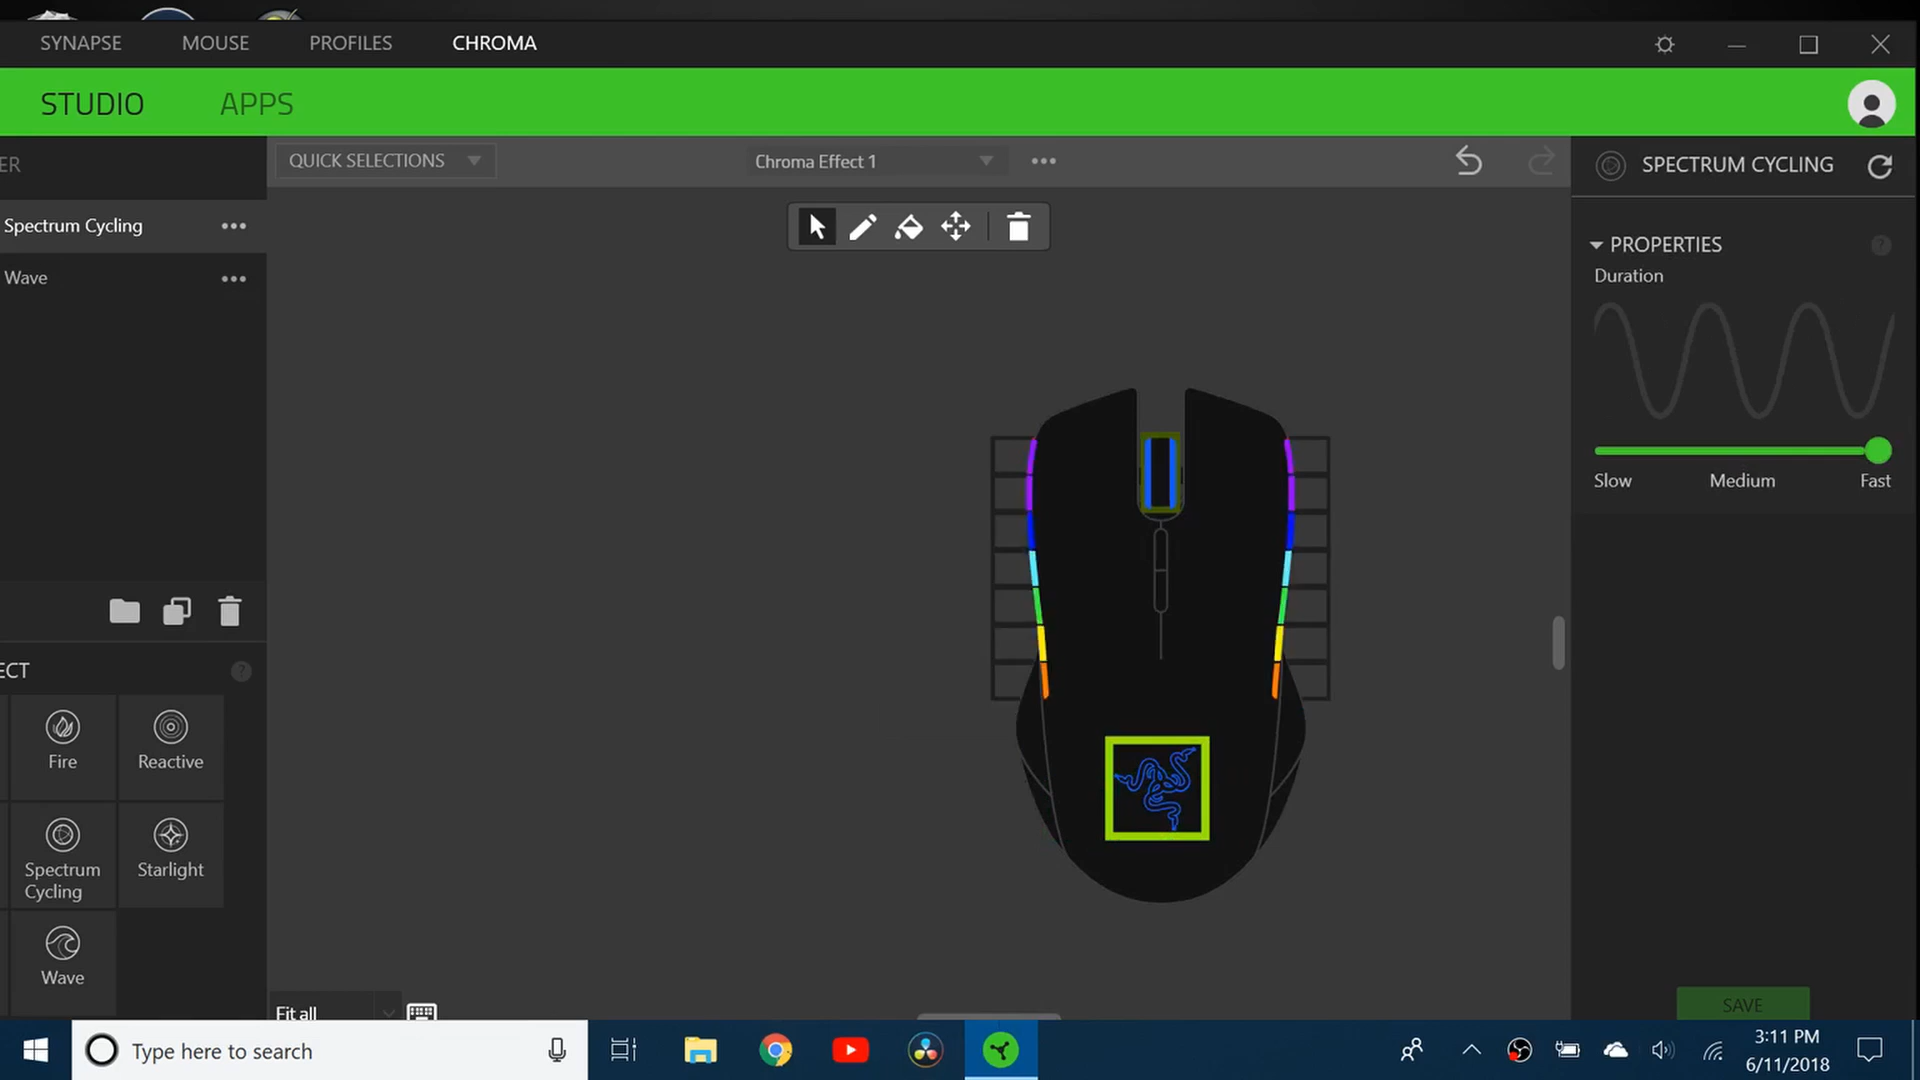 SYNAPSE MOUSE PROFILES CHROMA
STUDIO APPS
ER
QUICK SELECTIONS
Chroma Effect 1
SPECTRUM CYCLING
Spectrum Cycling
Wave
PROPERTIES ?
Duration
Slow Medium Fast
ECT ?
Fire Reactive
Spectrum
Cycling
Starlight
Wave
Fit all
SAVE
Type here to search
3:11 PM
6/11/2018